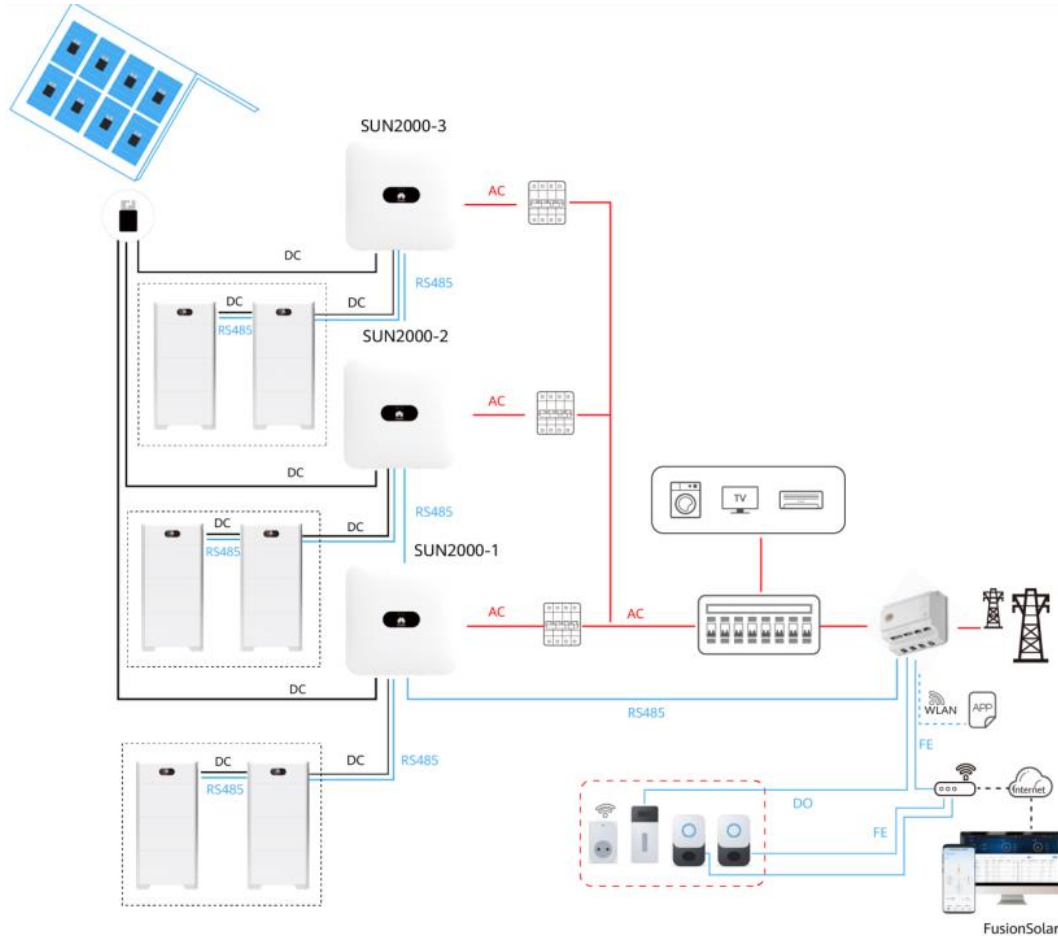 SUN2000-3
AC
DC
RS485
DC
DC
RS485
SUN2000-2
AC
DC
RS485
DC
DC
RS485
SUN2000-1
TV
AC
AC
DC
RS485
WLAN
APP
FE
DC
DC
RS485
RS485
DO
Internet
FE
FusionSolar